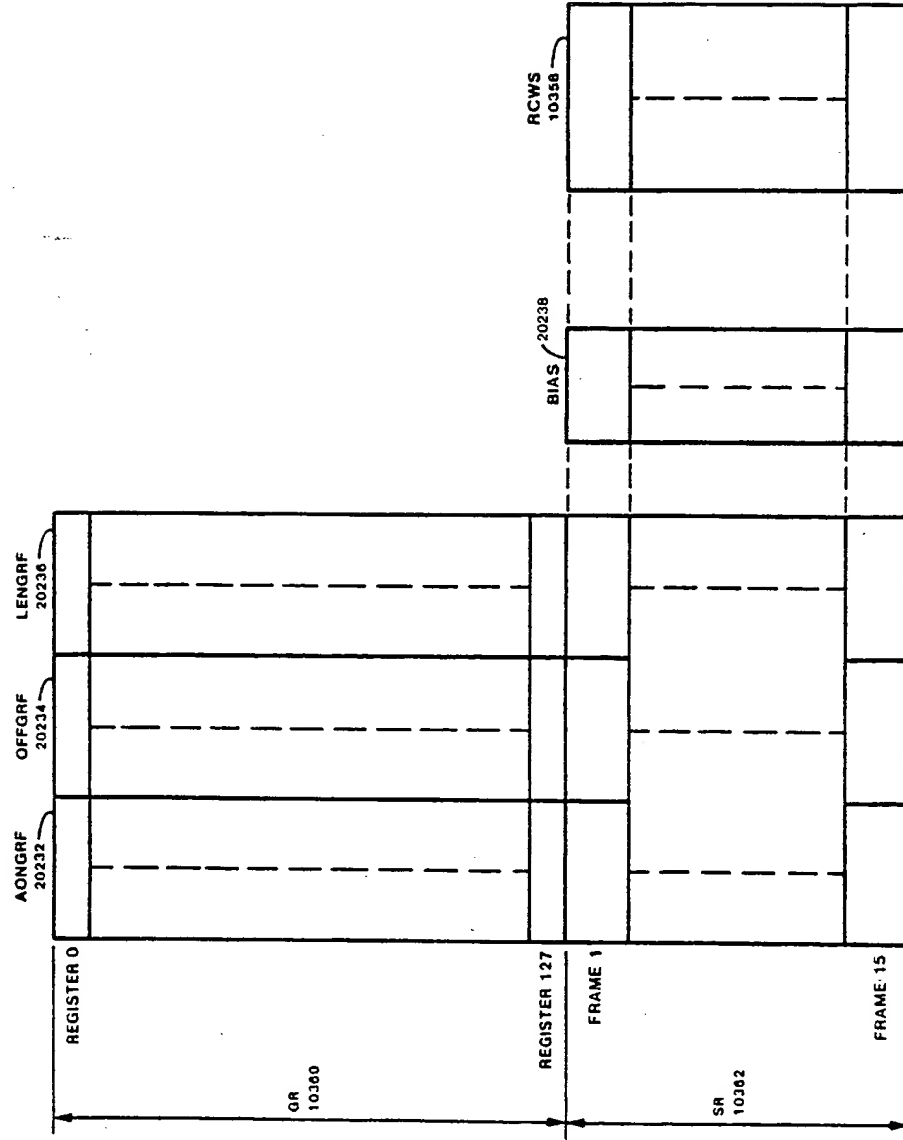 AONGRF
20232
OFFGRF
20234
LENGRF
20236
REGISTER 0
GR
10360
REGISTER 127
BIAS
20238
RCWS
10358
FRAME 1
SR
10362
FRAME 15